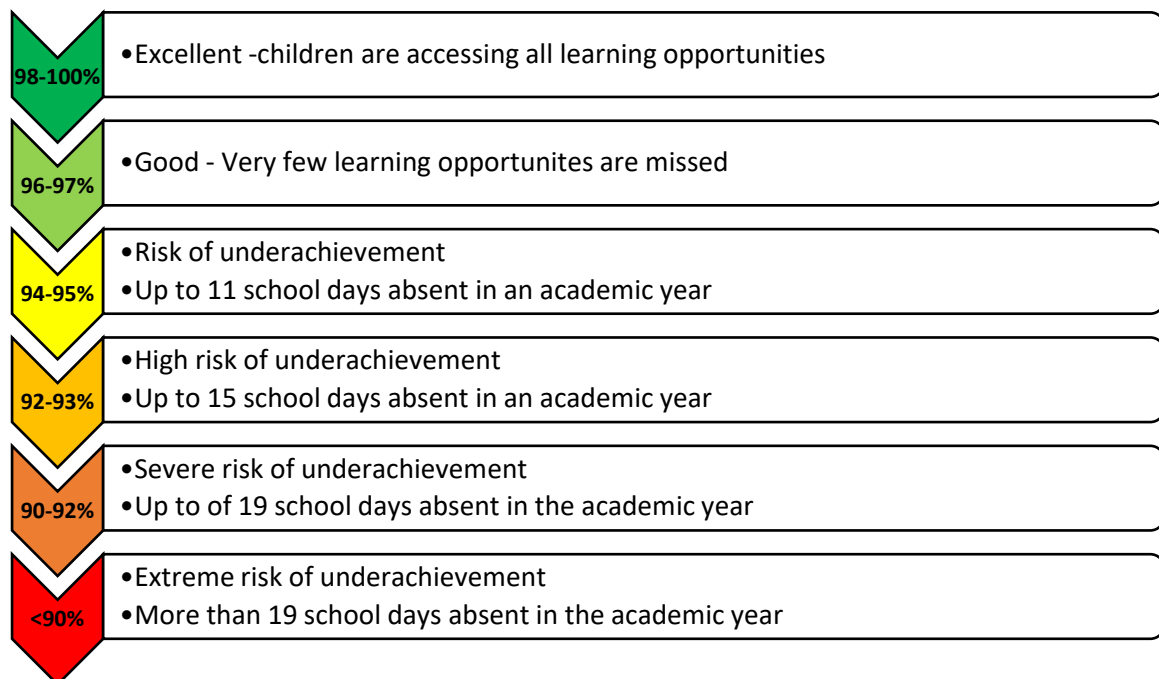 98-100%
•Excellent -children are accessing all learning opportunities
96-97%
•Good - Very few learning opportunites are missed
94-95%
•Risk of underachievement
•Up to 11 school days absent in an academic year
92-93%
•High risk of underachievement
•Up to 15 school days absent in an academic year
90-92%
•Severe risk of underachievement
•Up to of 19 school days absent in the academic year
<90%
•Extreme risk of underachievement
•More than 19 school days absent in the academic year